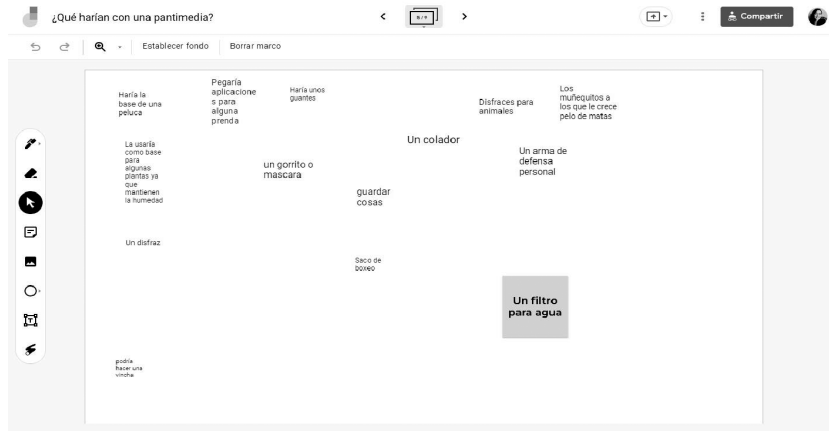 ¿Qué harían con una pantimedia?
Compartir
Establecer fondo
Borrar marco
Haría la
base de una
peluca
Pegaría
aplicacione
s para
alguna
prenda
Haría unos
guantes
Disfraces para
animales
Los
muñequitos a
los que le crece
pelo de matas
La usaría
como base
para
algunas
plantas ya
que
mantienen
la humedad
un gorrito o
mascara
Un colador
Un arma de
defensa
personal
guardar
cosas
Un disfraz
Saco de
boxeo
Un filtro
para agua
podría
hacer una
vincha